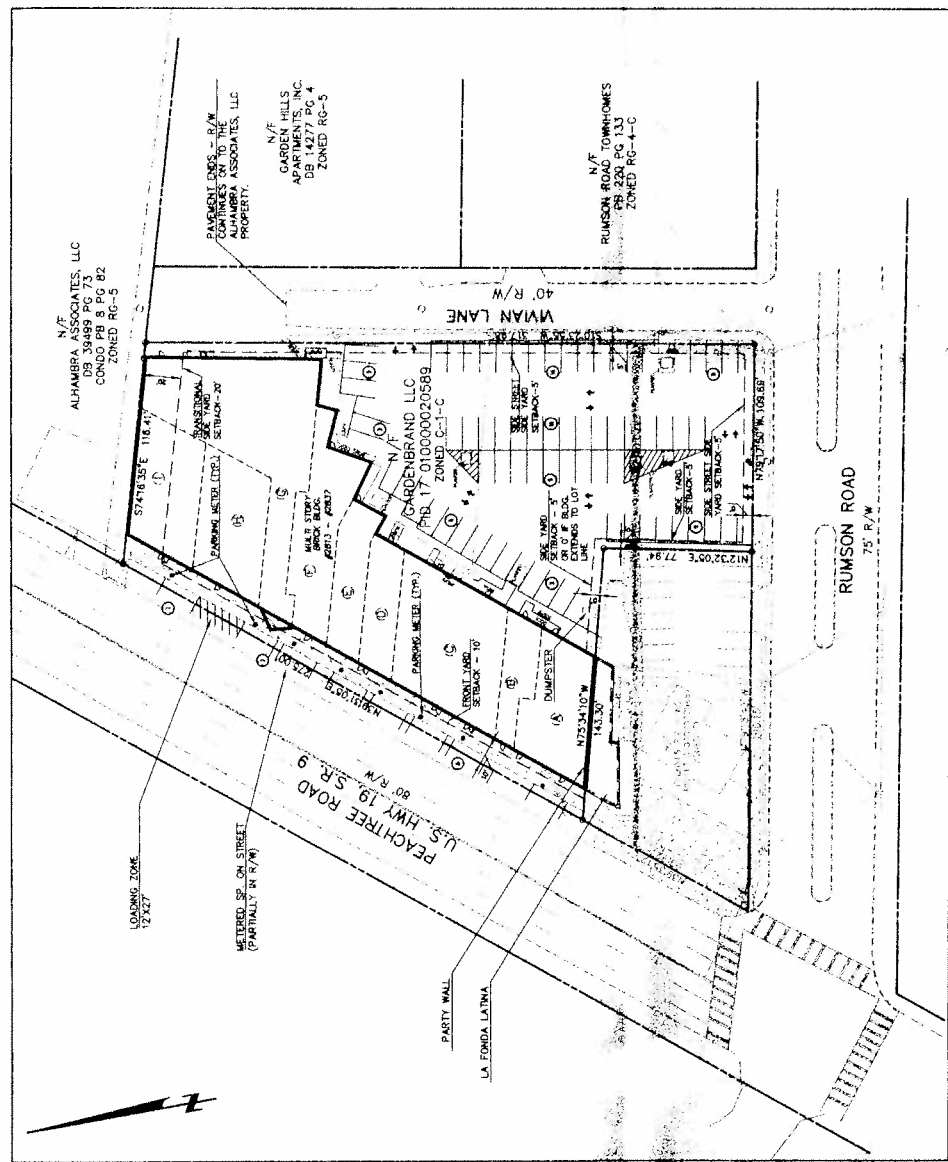 N/F
ALHAMBRA ASSOCIATES, LLC
DB 39499 PG 73
CONDO PB 8 PG 82
ZONED RG-5
PAVEMENT ENDS - R/W
CONTINUES ON TO THE
ALHAMBRA ASSOCIATES, LLC
PROPERTY.
N/F
GARDEN HILLS
APARTMENTS, INC.
DB 14277 PG 4
ZONED RG-5
N/F
RUMSON ROAD TOWNHOMES
PB 220 PG 133
ZONED RG-4-C
VIVIAN LANE
40' R/W
S74°16'35"E 116.41'
TRANSITIONAL
SIDE YARD
SETBACK-20'
PARKING METER (TYP.)
MULTI STORY
BRICK BLDG.
#2813 - #2837
N/F
GARDENBRAND LLC
PID 17 010000020589
ZONED C-1-C
SIDE STREET
SIDE YARD
SETBACK-5'
SIDE YARD
SETBACK - 5'
OR 0' IF BLDG.
EXTENDS TO LOT
LINE
SIDE YARD
SETBACK-5'
SIDE STREET SIDE
YARD SETBACK-5'
N79°17'50"W 109.69'
N12°32'05"E 77.94'
N75°34'10"W
143.30'
DUMPSTER
PARKING METER (TYP.)
FRONT YARD
SETBACK - 10'
PEACHTREE ROAD
U.S. HWY 19, S.R. 9
80' R/W
LOADING ZONE
12'X27'
METERED SP. ON STREET
(PARTIALLY IN R/W)
PARTY WALL
LA FONDA LATINA
RUMSON ROAD
75' R/W
I
H
G
F
E
D
C
B
A